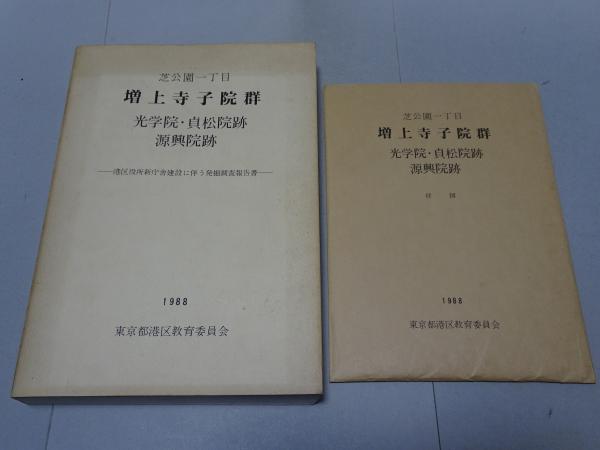 芝公園一丁目
増上寺子院群
光学院・貞松院跡
源興院跡
——港区役所新庁舎建設に伴う発掘調査報告書——
1988
東京都港区教育委員会
芝公園一丁目
増上寺子院群
光学院・貞松院跡
源興院跡
付図
1988
東京都港区教育委員会